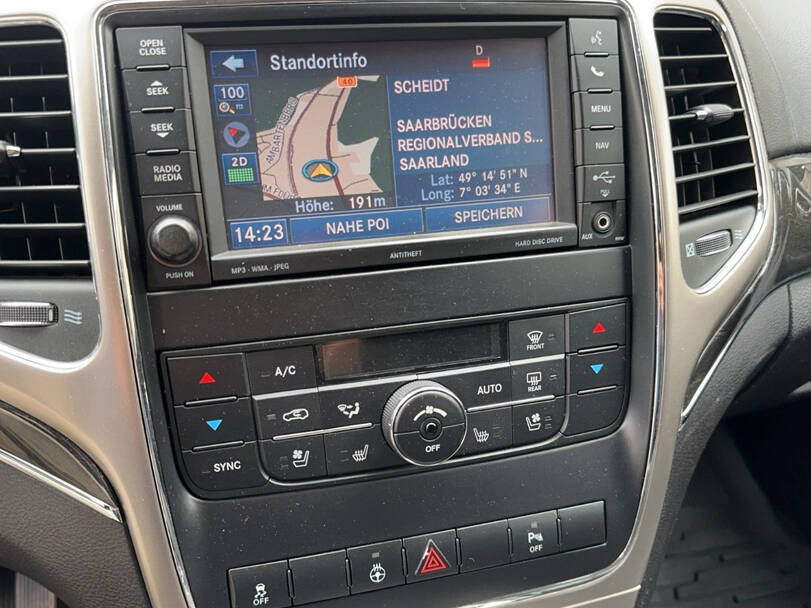 OPEN
CLOSE
SEEK
SEEK
RADIO
MEDIA
VOLUME
PUSH ON
Standortinfo
D
100
2D
40
Höhe: 191m
SCHEIDT
SAARBRÜCKEN
REGIONALVERBAND S...
SAARLAND
Lat: 49° 14' 51" N
Long: 7° 03' 34" E
14:23
NAHE POI
SPEICHERN
MP3 · WMA · JPEG
ANTITHEFT
HARD DISC DRIVE
MENU
NAV
PULL
AUX
A/C
FRONT
AUTO
REAR
SYNC
OFF
OFF
OFF